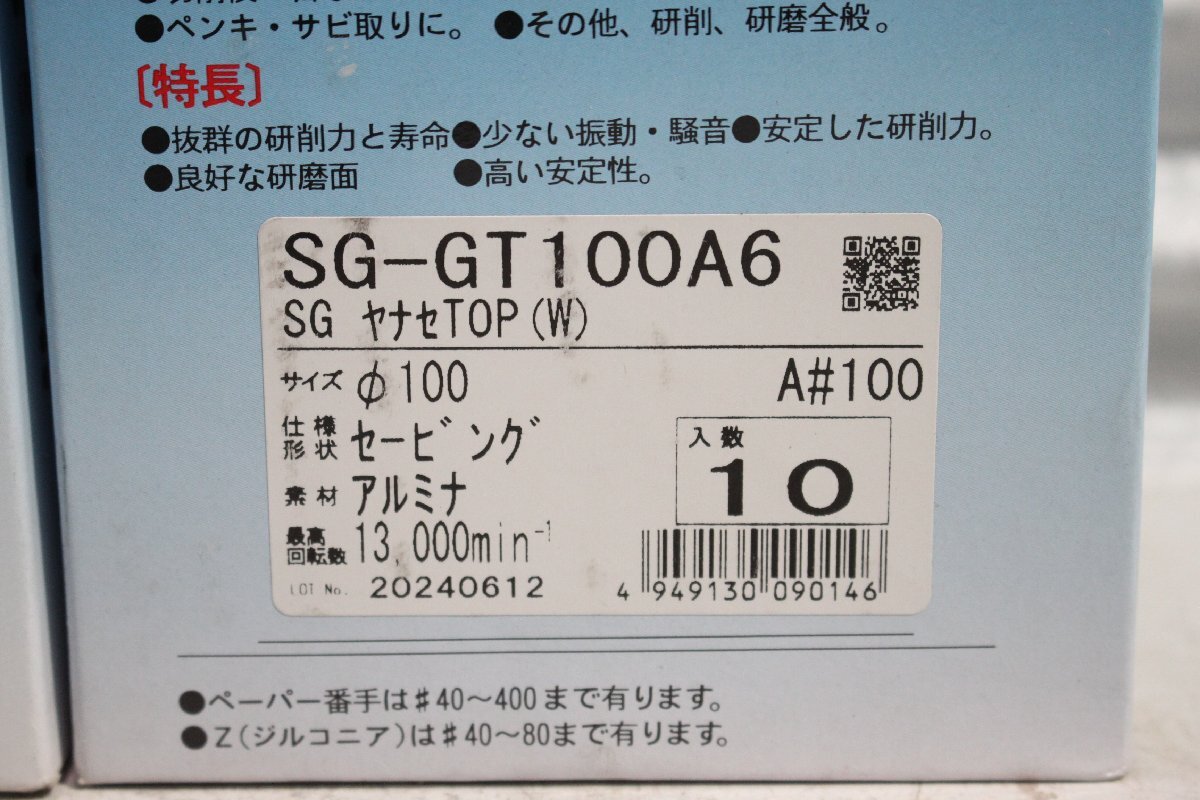 ●ペンキ・サビ取りに。 ●その他、研削、研磨全般。
〔特長〕
●抜群の研削力と寿命●少ない振動・騒音●安定した研削力。
●良好な研磨面 ●高い安定性。
SG-GT100A6
SG ヤナセTOP(W)
サイズ φ100 A#100
仕様形状 セービング
入数
10
素材 アルミナ
最高回転数 13,000min⁻¹
LOT No. 20240612
4 949130 090146
●ペーパー番手は♯40〜400まで有ります。
●Z(ジルコニア)は♯40〜80まで有ります。